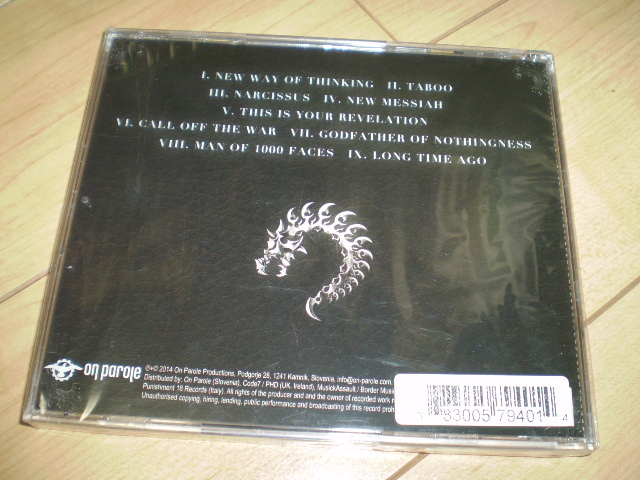 I. NEW WAY OF THINKING II. TABOO
III. NARCISSUS IV. NEW MESSIAH
V. THIS IS YOUR REVELATION
VI. CALL OFF THE WAR VII. GODFATHER OF NOTHINGNESS
VIII. MAN OF 1000 FACES IX. LONG TIME AGO
on parole
℗+© 2014 On Parole Productions, Podgorje 28, 1241 Kamnik, Slovenia, info@on-parole.com
Distributed by: On Parole (Slovenia), Code7 / PHD (UK, Ireland), MusickAssault / Border Music
Punishment 18 Records (Italy). All rights of the producer and and the owner of recorded work
Unauthorised copying, hiring, lending, public performance and broadcasting of this record proh
3 83005 79401 4